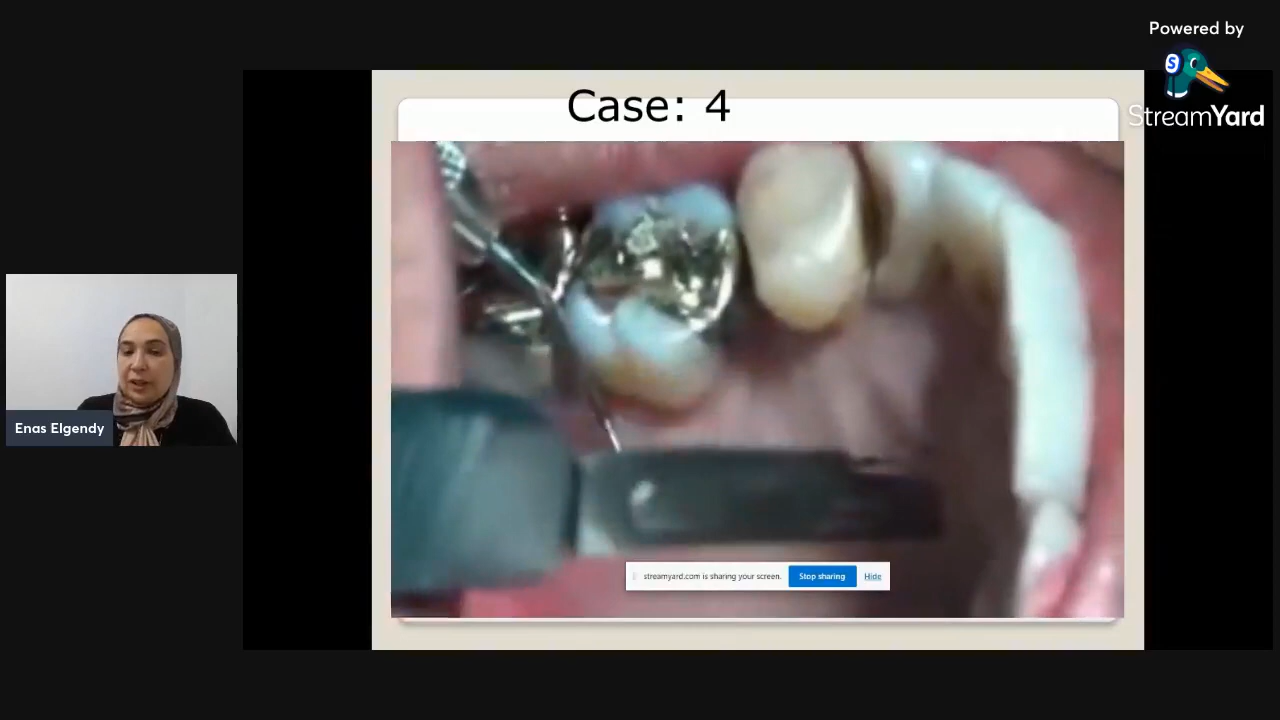 Powered by
S
StreamYard
Case: 4
Enas Elgendy
streamyard.com is sharing your screen. Stop sharing Hide